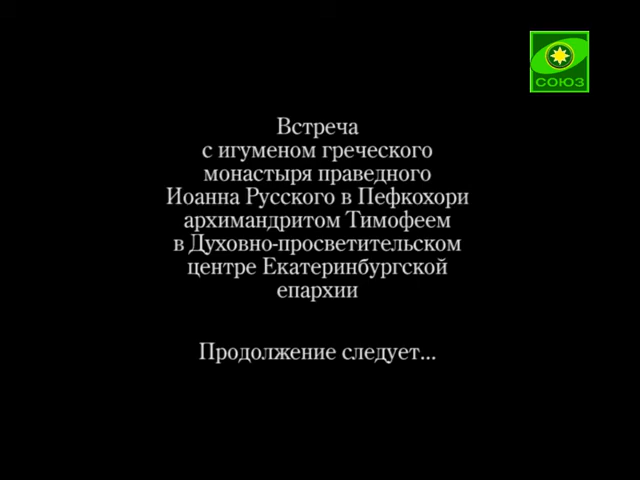 СОЮЗ
Встреча
с игуменом греческого
монастыря праведного
Иоанна Русского в Пефкохори
архимандритом Тимофеем
в Духовно-просветительском
центре Екатеринбургской
епархии
Продолжение следует...